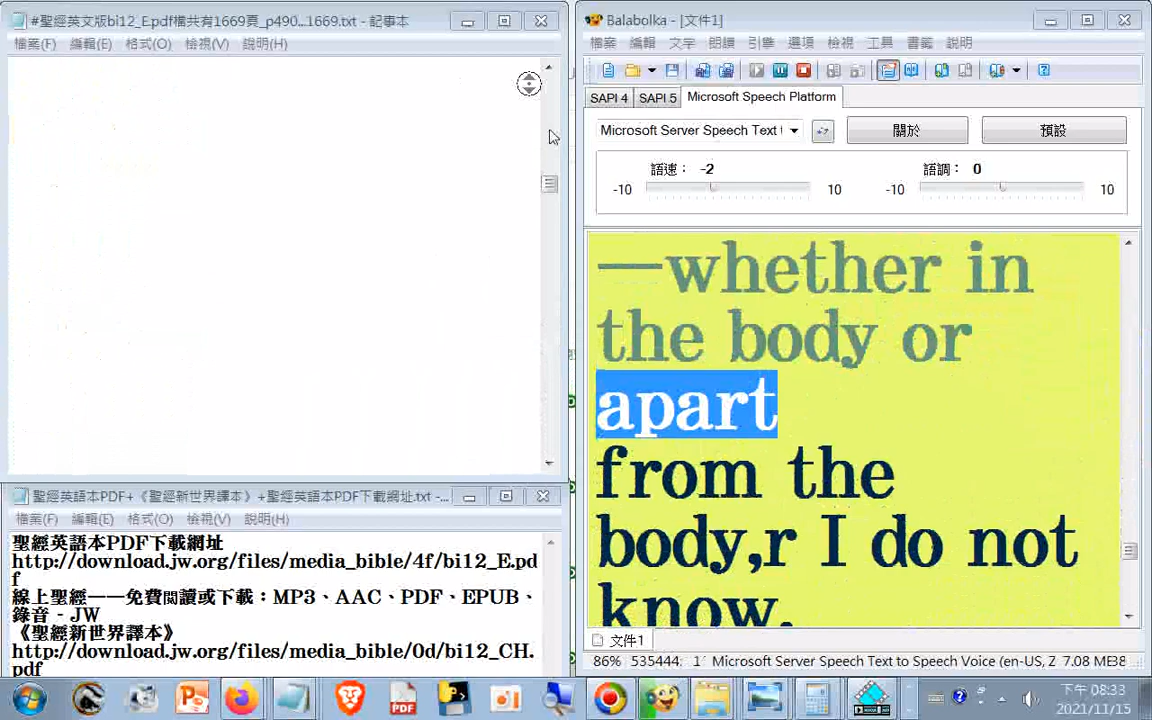 #聖經英文版bi12_E.pdf橫共有1669頁_p490...1669.txt - 記事本
檔案(F) 編輯(E) 格式(O) 檢視(V) 說明(H)
聖經英語本PDF+《聖經新世界譯本》+聖經英語本PDF下載網址.txt -...
檔案(F) 編輯(E) 格式(O) 檢視(V) 說明(H)
聖經英語本PDF下載網址
http://download.jw.org/files/media_bible/4f/bi12_E.pd
f
線上聖經——免費閱讀或下載：MP3、AAC、PDF、EPUB、
錄音 - JW
《聖經新世界譯本》
http://download.jw.org/files/media_bible/0d/bi12_CH.
pdf
Balabolka - [文件1]
檔案 編輯 文字 朗讀 引擎 選項 檢視 工具 書籤 說明
SAPI 4 SAPI 5 Microsoft Speech Platform
Microsoft Server Speech Text 關於 預設
語速： -2 語調： 0
-10 10 -10 10
—whether in
the body or
apart
from the
body,r I do not
know.
文件1
86% 535444: Microsoft Server Speech Text to Speech Voice (en-US, Z 7.08 MB
下午 08:33
2021/11/15